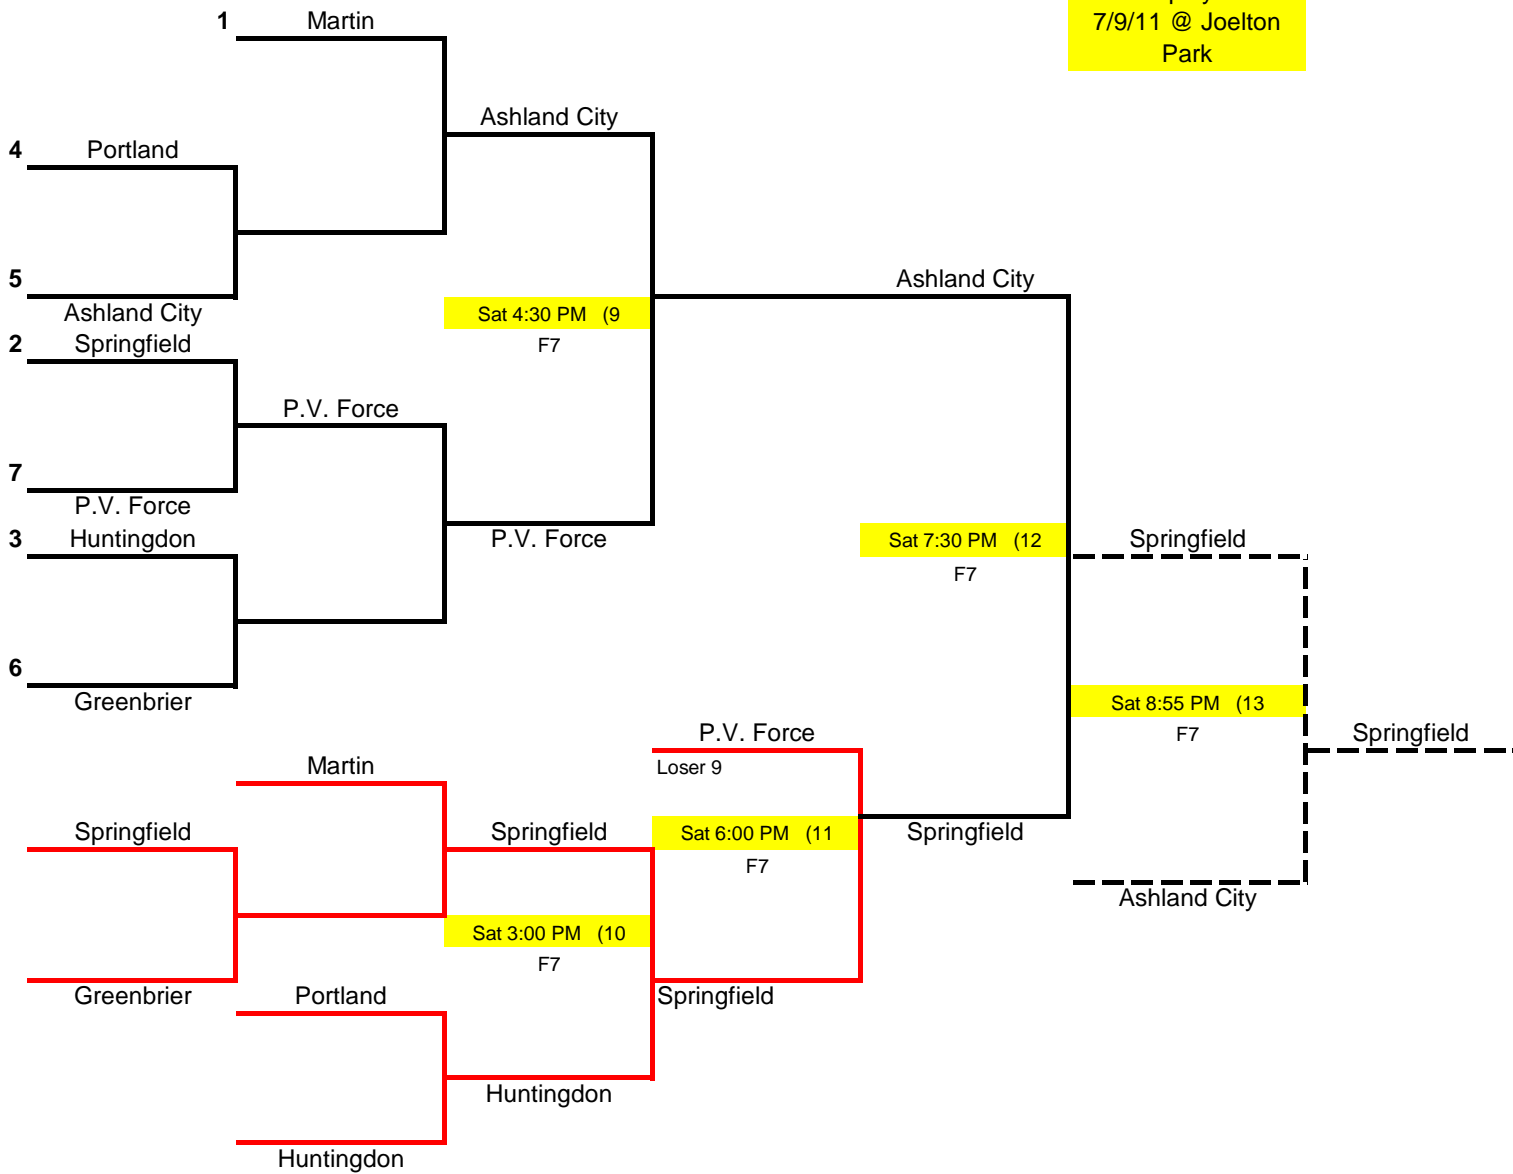 1 Martin
7/9/11 @ Joelton
Park
Ashland City
4 Portland
5
Ashland City
Ashland City
Sat 4:30 PM (9
F7
2 Springfield
P.V. Force
7
P.V. Force
3 Huntingdon
P.V. Force
Sat 7:30 PM (12
F7
Springfield
6
Greenbrier
Sat 8:55 PM (13
F7
P.V. Force
Loser 9
Springfield
Martin
Springfield
Springfield
Sat 6:00 PM (11
F7
Springfield
Ashland City
Sat 3:00 PM (10
F7
Greenbrier
Portland
Springfield
Huntingdon
Huntingdon